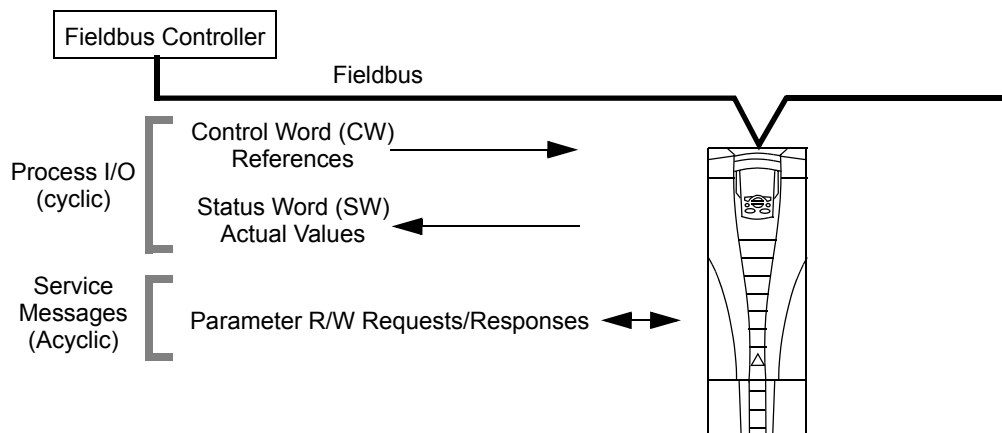 Fieldbus Controller
Fieldbus
Process I/O
(cyclic)
Control Word (CW)
References
Status Word (SW)
Actual Values
Service
Messages
(Acyclic)
Parameter R/W Requests/Responses